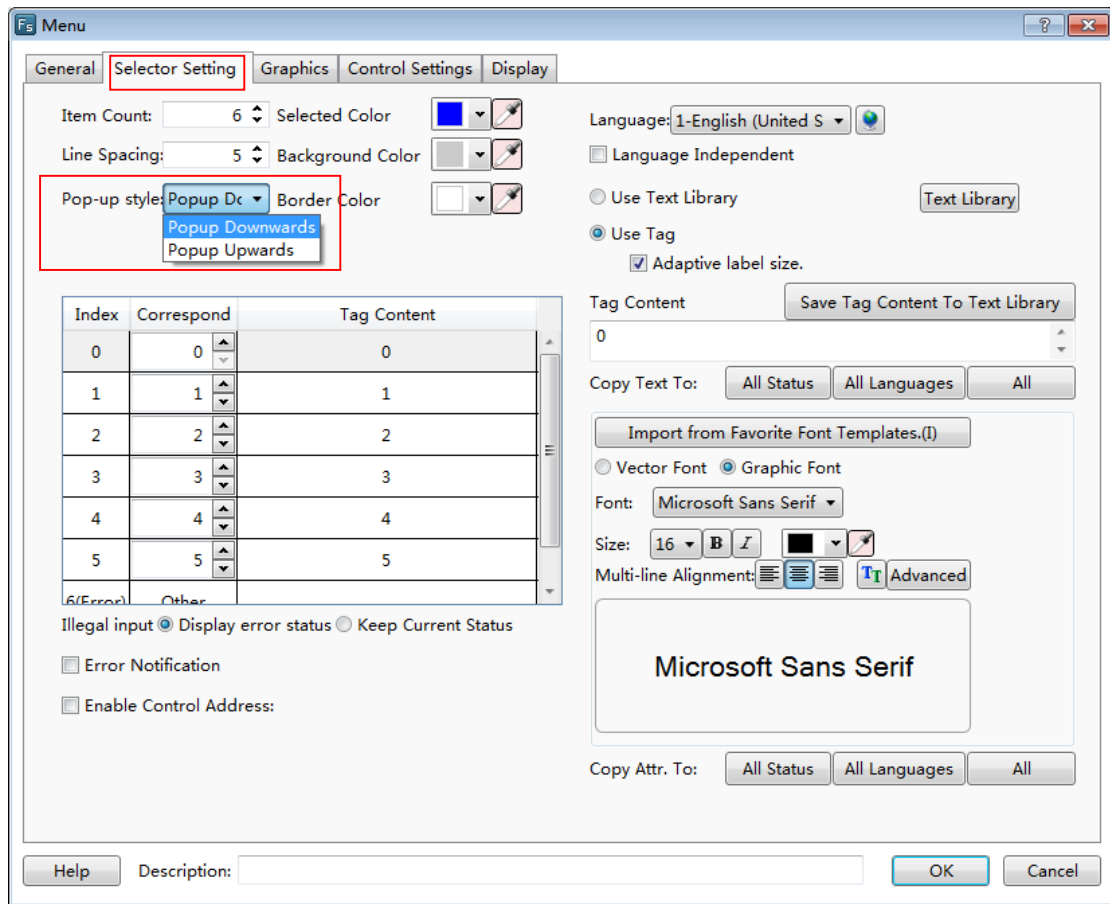 Menu
General Selector Setting Graphics Control Settings Display
Item Count: 6 Selected Color
Line Spacing: 5 Background Color
Pop-up style: Popup Dc Border Color
Popup Downwards
Popup Upwards
Index Correspond Tag Content
0 0 0
1 1 1
2 2 2
3 3 3
4 4 4
5 5 5
6(Error) Other
Illegal input Display error status Keep Current Status
Error Notification
Enable Control Address:
Language: 1-English (United S
Language Independent
Use Text Library Text Library
Use Tag
Adaptive label size.
Tag Content Save Tag Content To Text Library
0
Copy Text To: All Status All Languages All
Import from Favorite Font Templates.(I)
Vector Font Graphic Font
Font: Microsoft Sans Serif
Size: 16 B I
Multi-line Alignment: TT Advanced
Microsoft Sans Serif
Copy Attr. To: All Status All Languages All
Help Description: OK Cancel